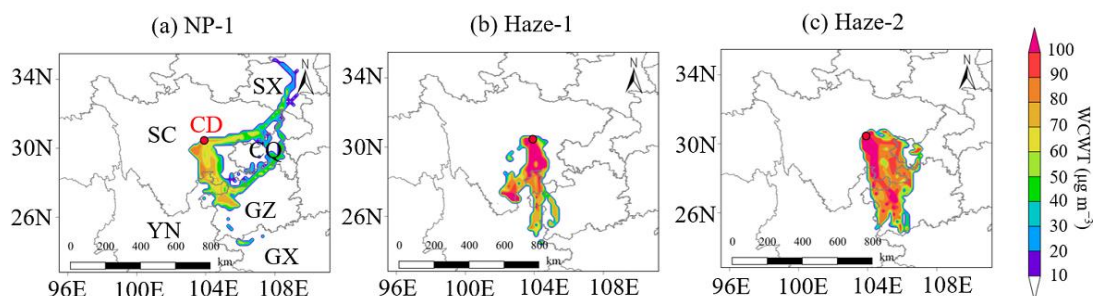 (a) NP-1
(b) Haze-1
(c) Haze-2
34N
30N
26N
96E 100E 104E 108E
SX
N
SC
CD
CQ
YN
GZ
GX
0 200 400 600 800
km
34N
30N
26N
96E 100E 104E 108E
N
0 200 400 600 800
km
34N
30N
26N
96E 100E 104E 108E
N
0 200 400 600 800
km
100
90
80
70
60
50
40
30
20
10
WCWT (μg m⁻³)